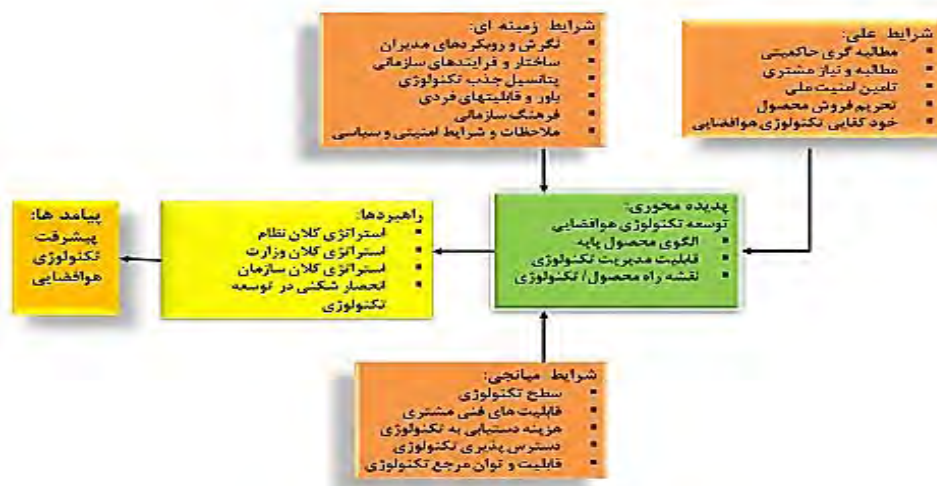 شرایط علی:
مطالبه گری حاکمیتی
مطالبه و نیاز مشتری
تامین امنیت ملی
تحریم فروش محصول
خود کفایی تکنولوژی هوافضایی
شرایط زمینه ای:
نگرش و رویکردهای مدیران
ساختار و فرایندهای سازمانی
پتانسیل جذب تکنولوژی
باور و قابلیتهای فردی
فرهنگ سازمانی
ملاحظات و شرایط امنیتی و سیاسی
پدیده محوری:
توسعه تکنولوژی هوافضایی
الگوی محصول پایه
قابلیت مدیریت تکنولوژی
نقشه راه محصول/ تکنولوژی
راهبردها:
استراتژی کلان نظام
استراتژی کلان وزارت
استراتژی کلان سازمان
انحصار شکنی در توسعه
تکنولوژی
پیامد ها:
پیشرفت
تکنولوژی
هوافضایی
شرایط میانجی:
سطح تکنولوژی
قابلیت های فنی مشتری
هزینه دستیابی به تکنولوژی
دسترس پذیری تکنولوژی
قابلیت و توان مرجع تکنولوژی